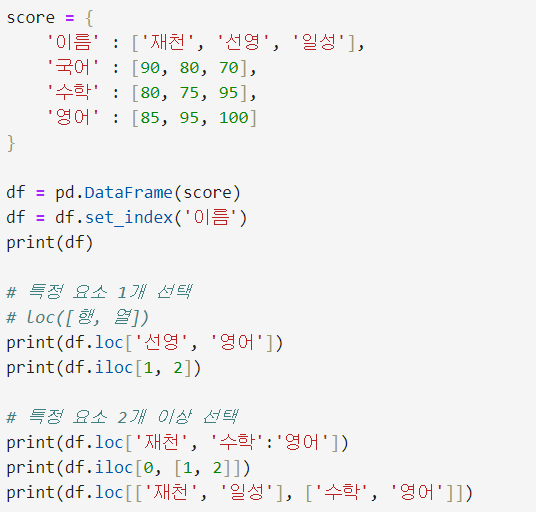 score = {
    '이름' : ['재천', '선영', '일성'],
    '국어' : [90, 80, 70],
    '수학' : [80, 75, 95],
    '영어' : [85, 95, 100]
}

df = pd.DataFrame(score)
df = df.set_index('이름')
print(df)

# 특정 요소 1개 선택
# loc([행, 열])
print(df.loc['선영', '영어'])
print(df.iloc[1, 2])

# 특정 요소 2개 이상 선택
print(df.loc['재천', '수학':'영어'])
print(df.iloc[0, [1, 2]])
print(df.loc[['재천', '일성'], ['수학', '영어']])